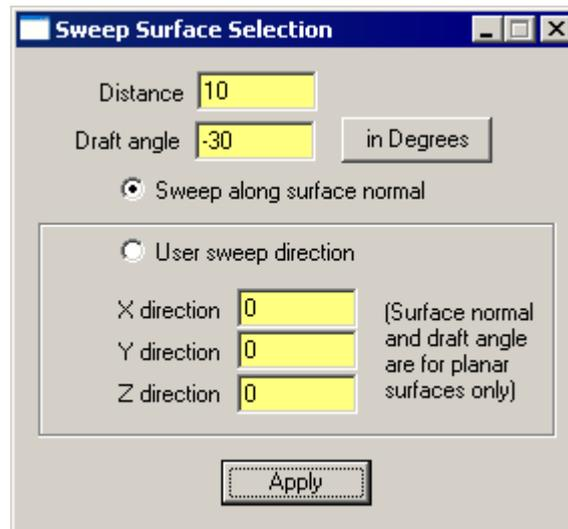 Sweep Surface Selection
Distance 10
Draft angle -30 in Degrees
Sweep along surface normal
User sweep direction
X direction 0
Y direction 0
Z direction 0
(Surface normal
and draft angle
are for planar
surfaces only)
Apply